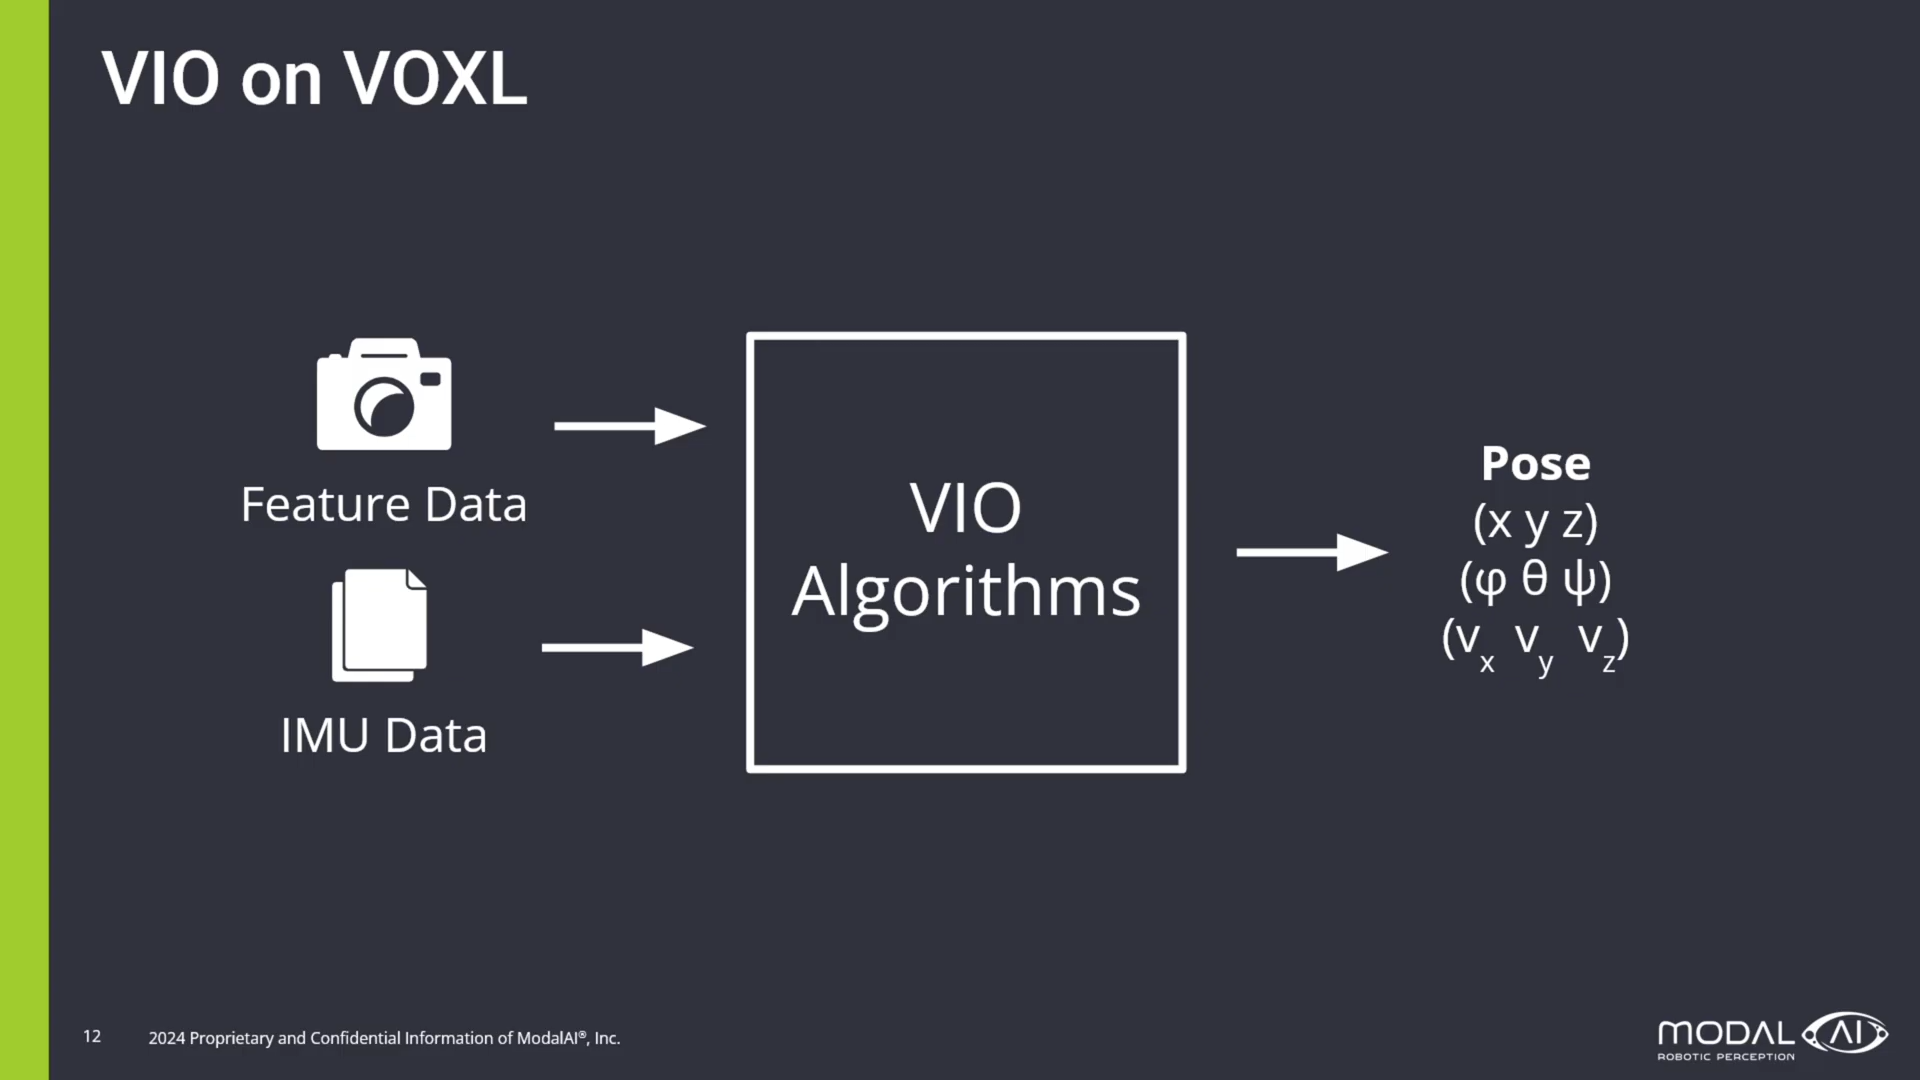 VIO on VOXL
Feature Data
IMU Data
VIO
Algorithms
Pose
(x y z)
(φ θ ψ)
(vx vy vz)
12
2024 Proprietary and Confidential Information of ModalAI®, Inc.
MODAL AI
ROBOTIC PERCEPTION